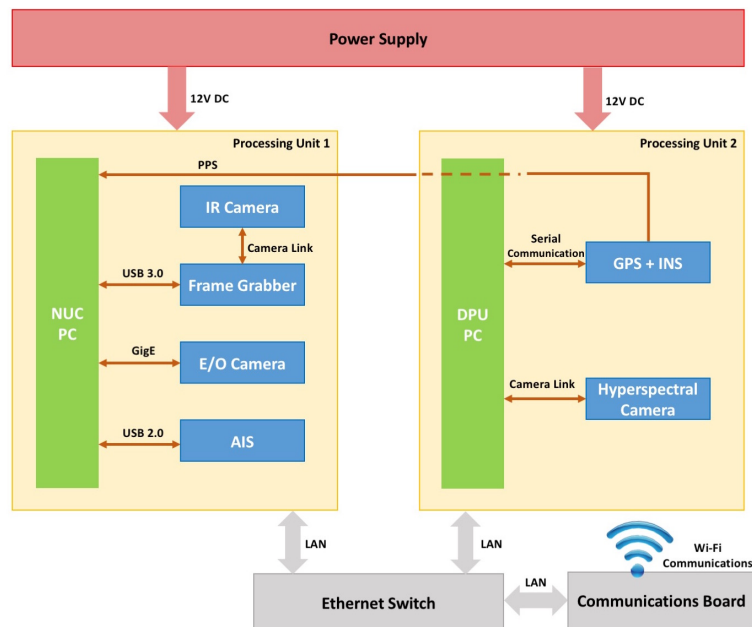 Power Supply
12V DC
12V DC
Processing Unit 1
Processing Unit 2
PPS
IR Camera
Camera Link
Serial
Communication
GPS + INS
USB 3.0
Frame Grabber
NUC
PC
DPU
PC
GigE
E/O Camera
Camera Link
Hyperspectral
Camera
USB 2.0
AIS
LAN
LAN
Wi-Fi
Communications
LAN
Ethernet Switch
Communications Board